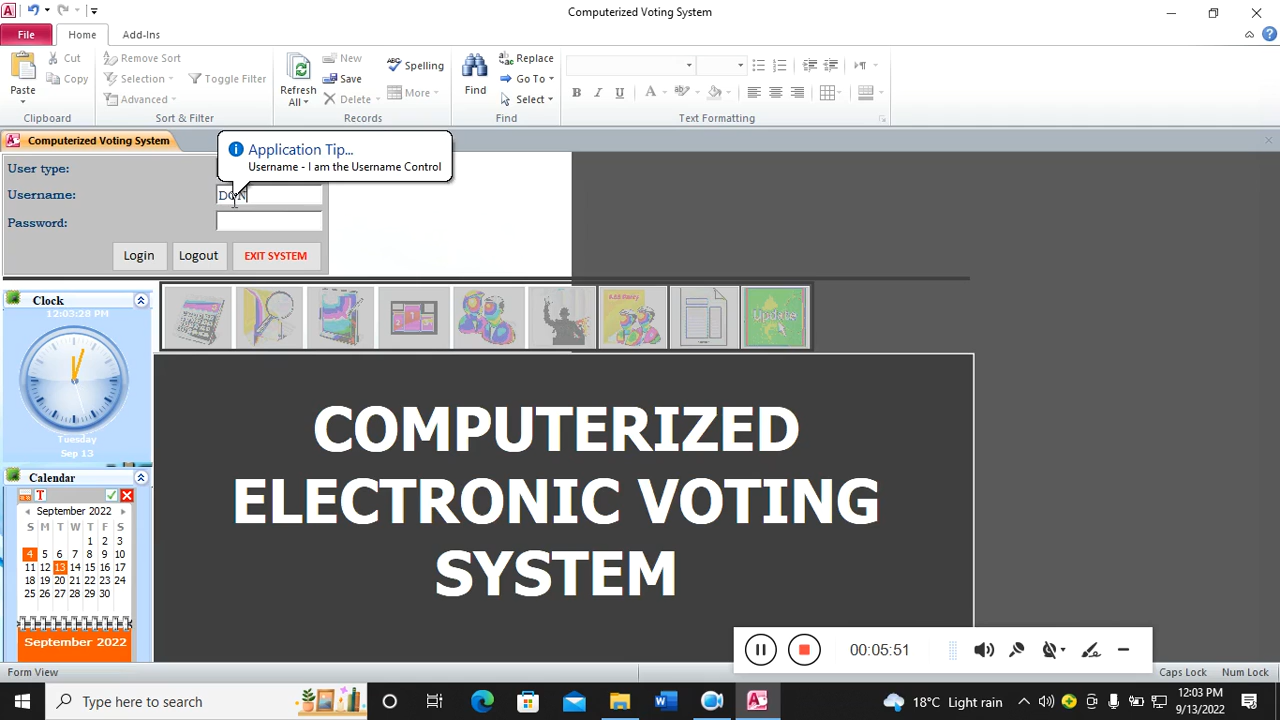 Computerized Voting System
File Home Add-Ins
Paste Cut Copy
Clipboard
Remove Sort
Selection Toggle Filter
Advanced
Sort & Filter
Refresh All
New Σ
Save Spelling
Delete More
Records
Find Replace
Go To
Select
Find
B I U A ab
Text Formatting
Computerized Voting System
Application Tip...
Username - I am the Username Control
User type:
Username: DON
Password:
Login Logout EXIT SYSTEM
Clock
12:03:28 PM
Tuesday
Sep 13
Add Party
Update
COMPUTERIZED
ELECTRONIC VOTING
SYSTEM
Calendar
T
September 2022
S M T W T F S
1 2 3
4 5 6 7 8 9 10
11 12 13 14 15 16 17
18 19 20 21 22 23 24
25 26 27 28 29 30
September 2022
00:05:51
Form View Caps Lock Num Lock
Type here to search
18°C Light rain
12:03 PM
9/13/2022